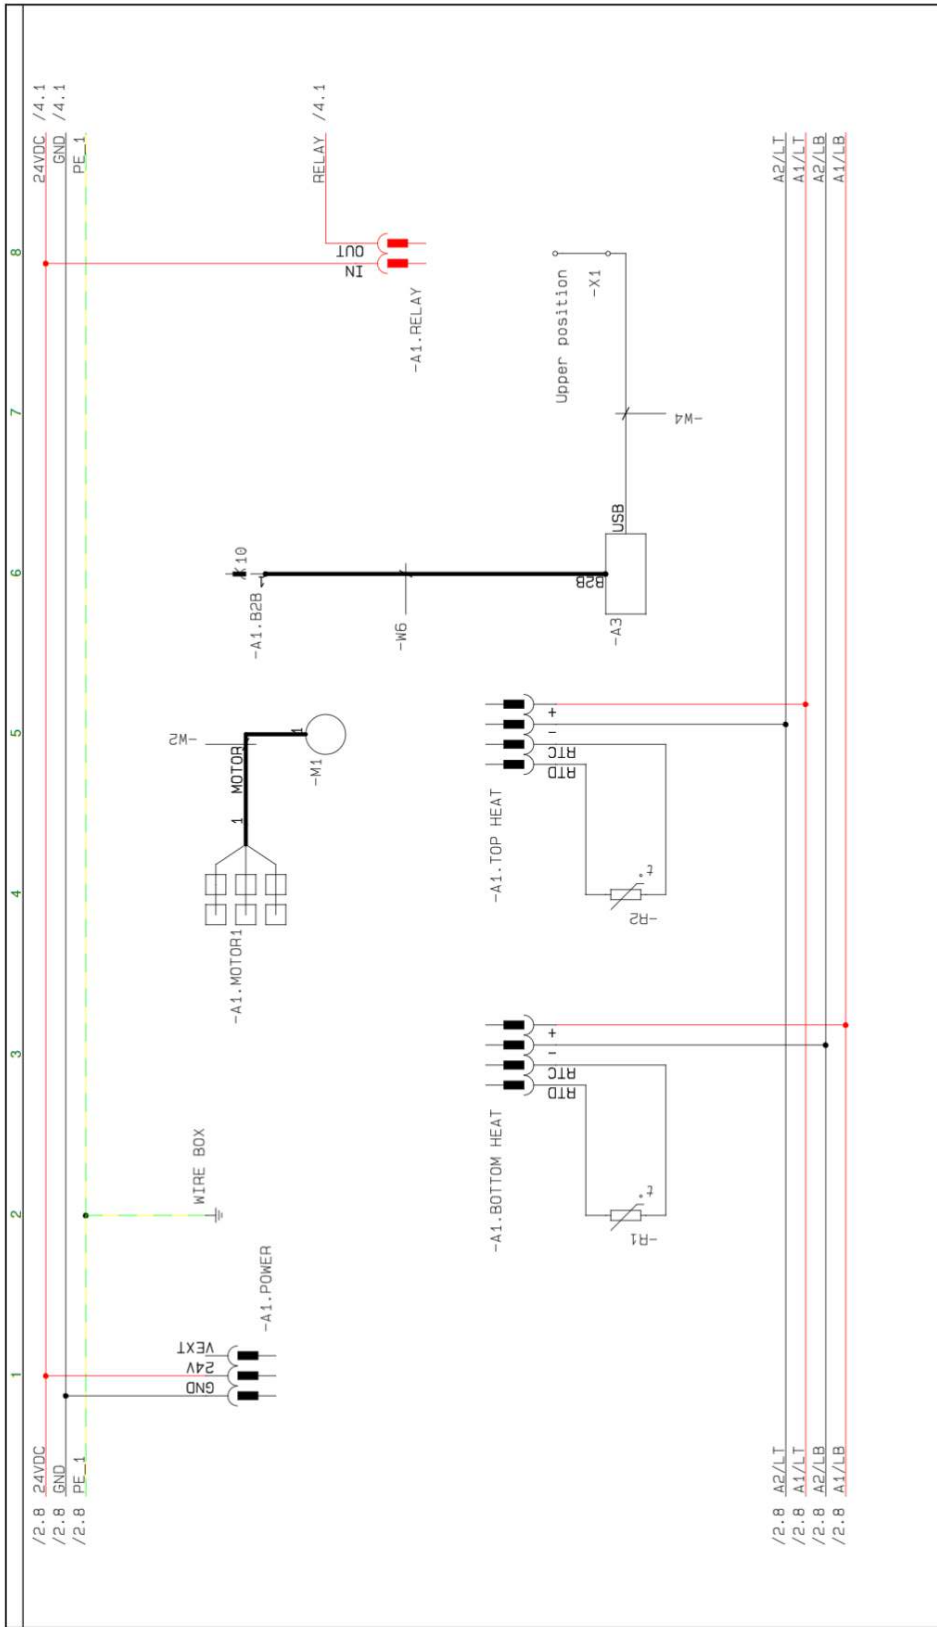 1
2
3
4
5
6
7
8
/2.8 24VDC
24VDC /4.1
/2.8 GND
GND /4.1
/2.8 PE_1
PE_1
GND
24V
VEXT
-A1.POWER
WIRE BOX
-A1.MOTOR1
1
MOTOR
-W2
1
-M1
-A1.B2B
X10
1
-W6
B2B
-A3
USB
-W4
Upper position
-X1
RELAY /4.1
IN
OUT
-A1.RELAY
-A1.BOTTOM HEAT
RTD
RTC
-
+
-R1
t°
-A1.TOP HEAT
RTD
RTC
-
+
-R2
t°
/2.8 A2/LT
A2/LT
/2.8 A1/LT
A1/LT
/2.8 A2/LB
A2/LB
/2.8 A1/LB
A1/LB